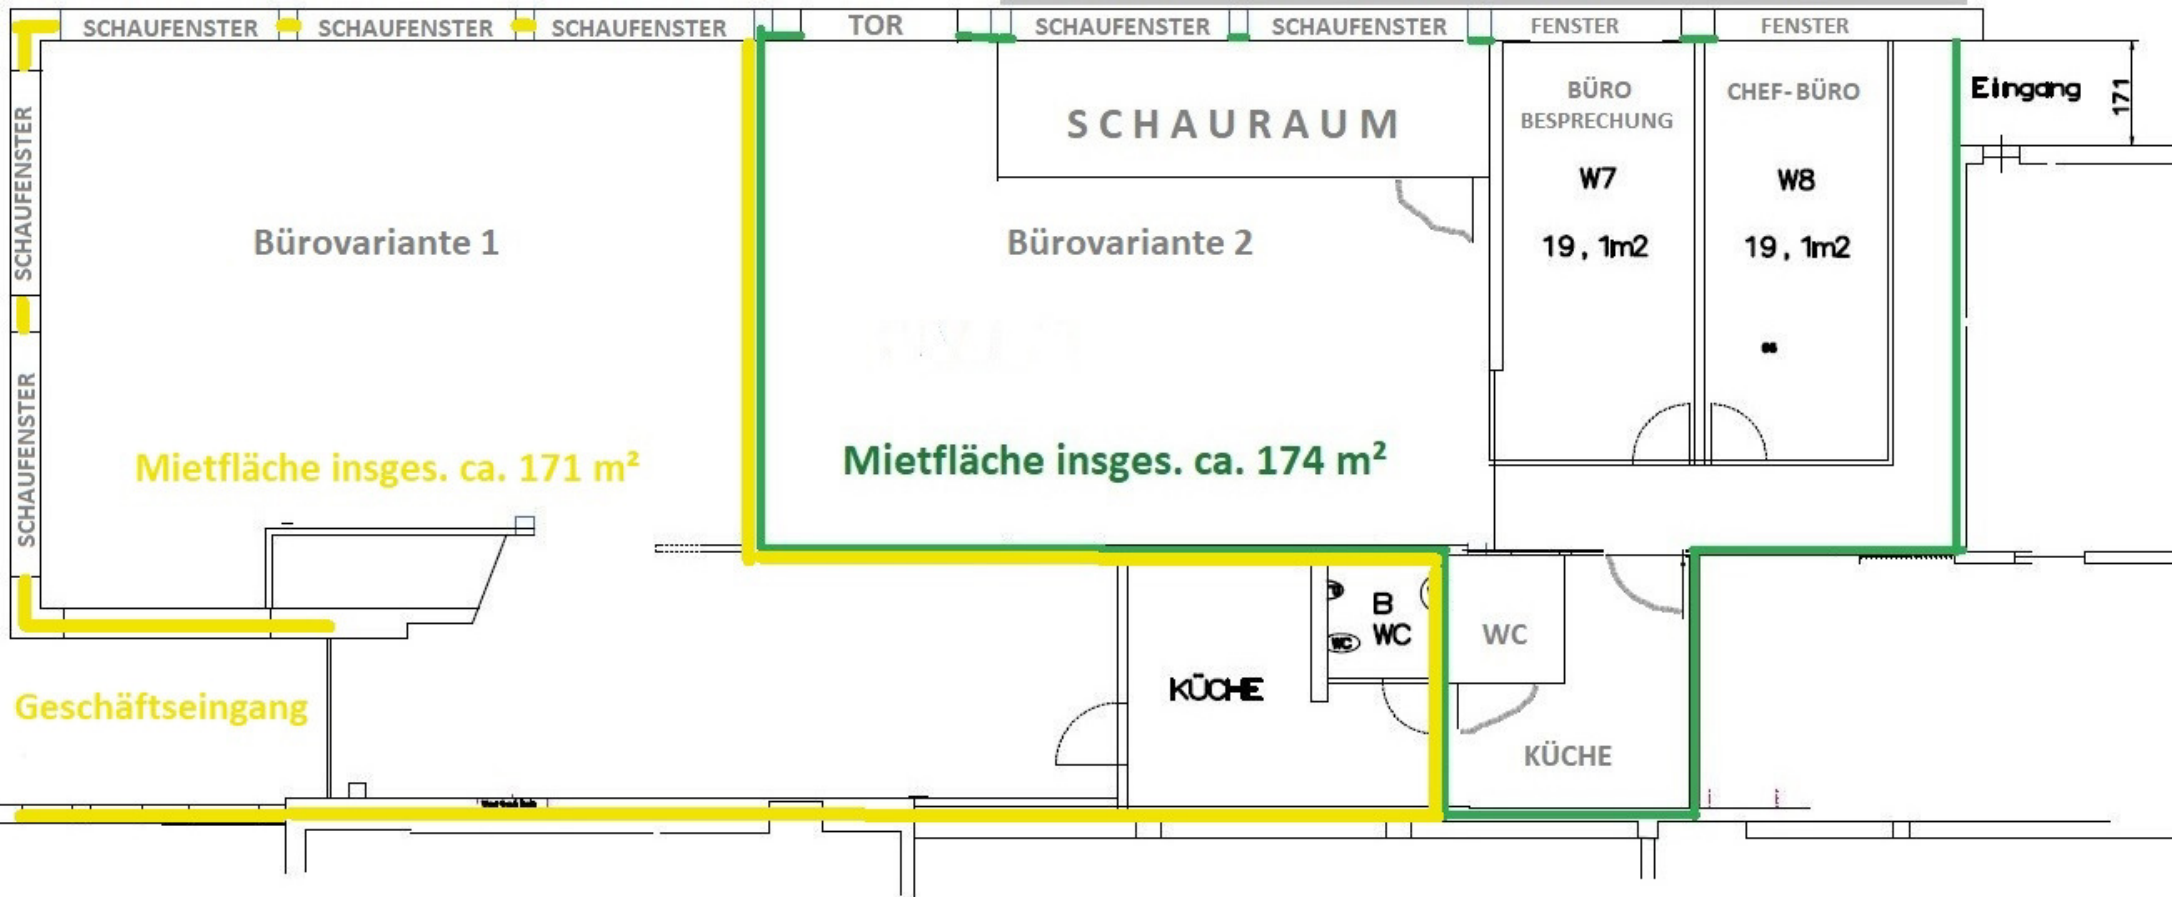 SCHAUFENSTER SCHAUFENSTER SCHAUFENSTER TOR SCHAUFENSTER SCHAUFENSTER FENSTER FENSTER
Eingang
171
SCHAURAUM
BÜRO
BESPRECHUNG
W7
19,1m2
CHEF-BÜRO
W8
19,1m2
SCHAUFENSTER
SCHAUFENSTER
Bürovariante 1
Bürovariante 2
Mietfläche insges. ca. 171 m²
Mietfläche insges. ca. 174 m²
B
WC
WC
WC
KÜCHE
KÜCHE
Geschäftseingang